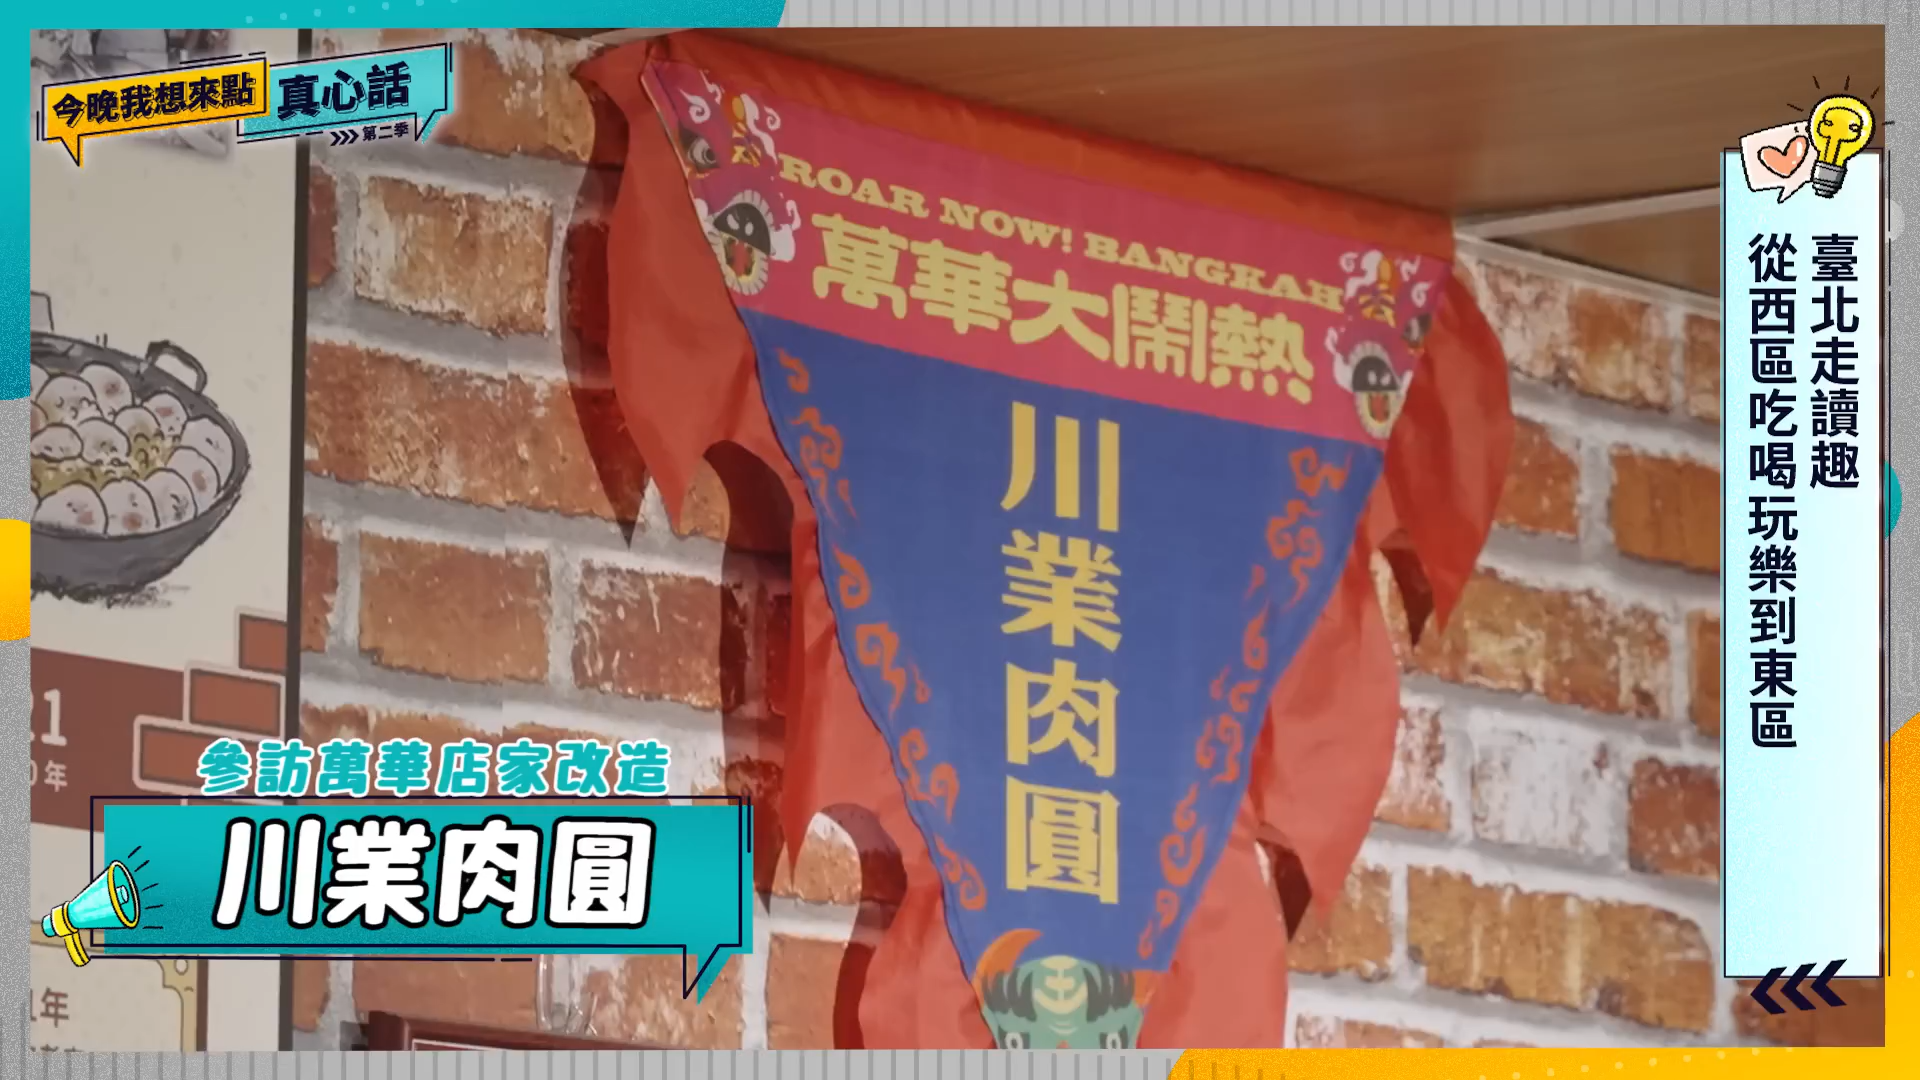 今晚我想來點
真心話
第二季
ROAR NOW! BANGKAH
萬華大鬧熱
川業肉圓
臺北走讀趣
從西區吃喝玩樂到東區
參訪萬華店家改造
川業肉圓